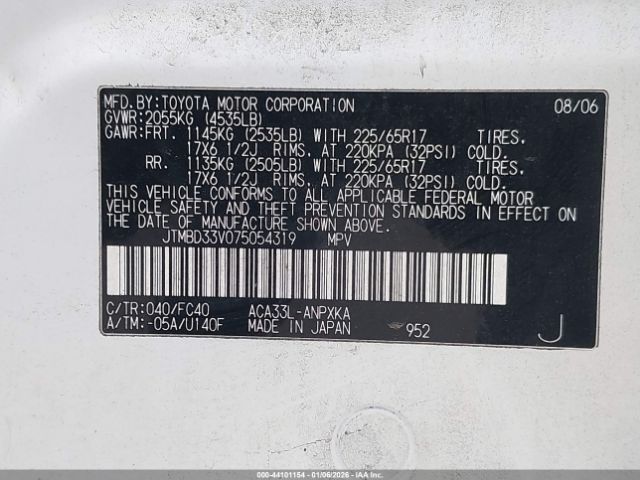 MFD.BY:TOYOTA MOTOR CORPORATION 08/06
GVWR:2055KG (4535LB)
GAWR:FRT. 1145KG (2535LB) WITH 225/65R17 TIRES.
17X6 1/2J RIMS. AT 220KPA (32PSI) COLD.
RR. 1135KG (2505LB) WITH 225/65R17 TIRES.
17X6 1/2J RIMS. AT 220KPA (32PSI) COLD.
THIS VEHICLE CONFORMS TO ALL APPLICABLE FEDERAL MOTOR
VEHICLE SAFETY AND THEFT PREVENTION STANDARDS IN EFFECT ON
THE DATE OF MANUFACTURE SHOWN ABOVE.
JTMBD33V075054319 MPV
C/TR:040/FC40 ACA33L-ANPXKA
A/TM:-05A/U140F MADE IN JAPAN 952 J
000-44101154 - 01/06/2026 - IAAI.COM